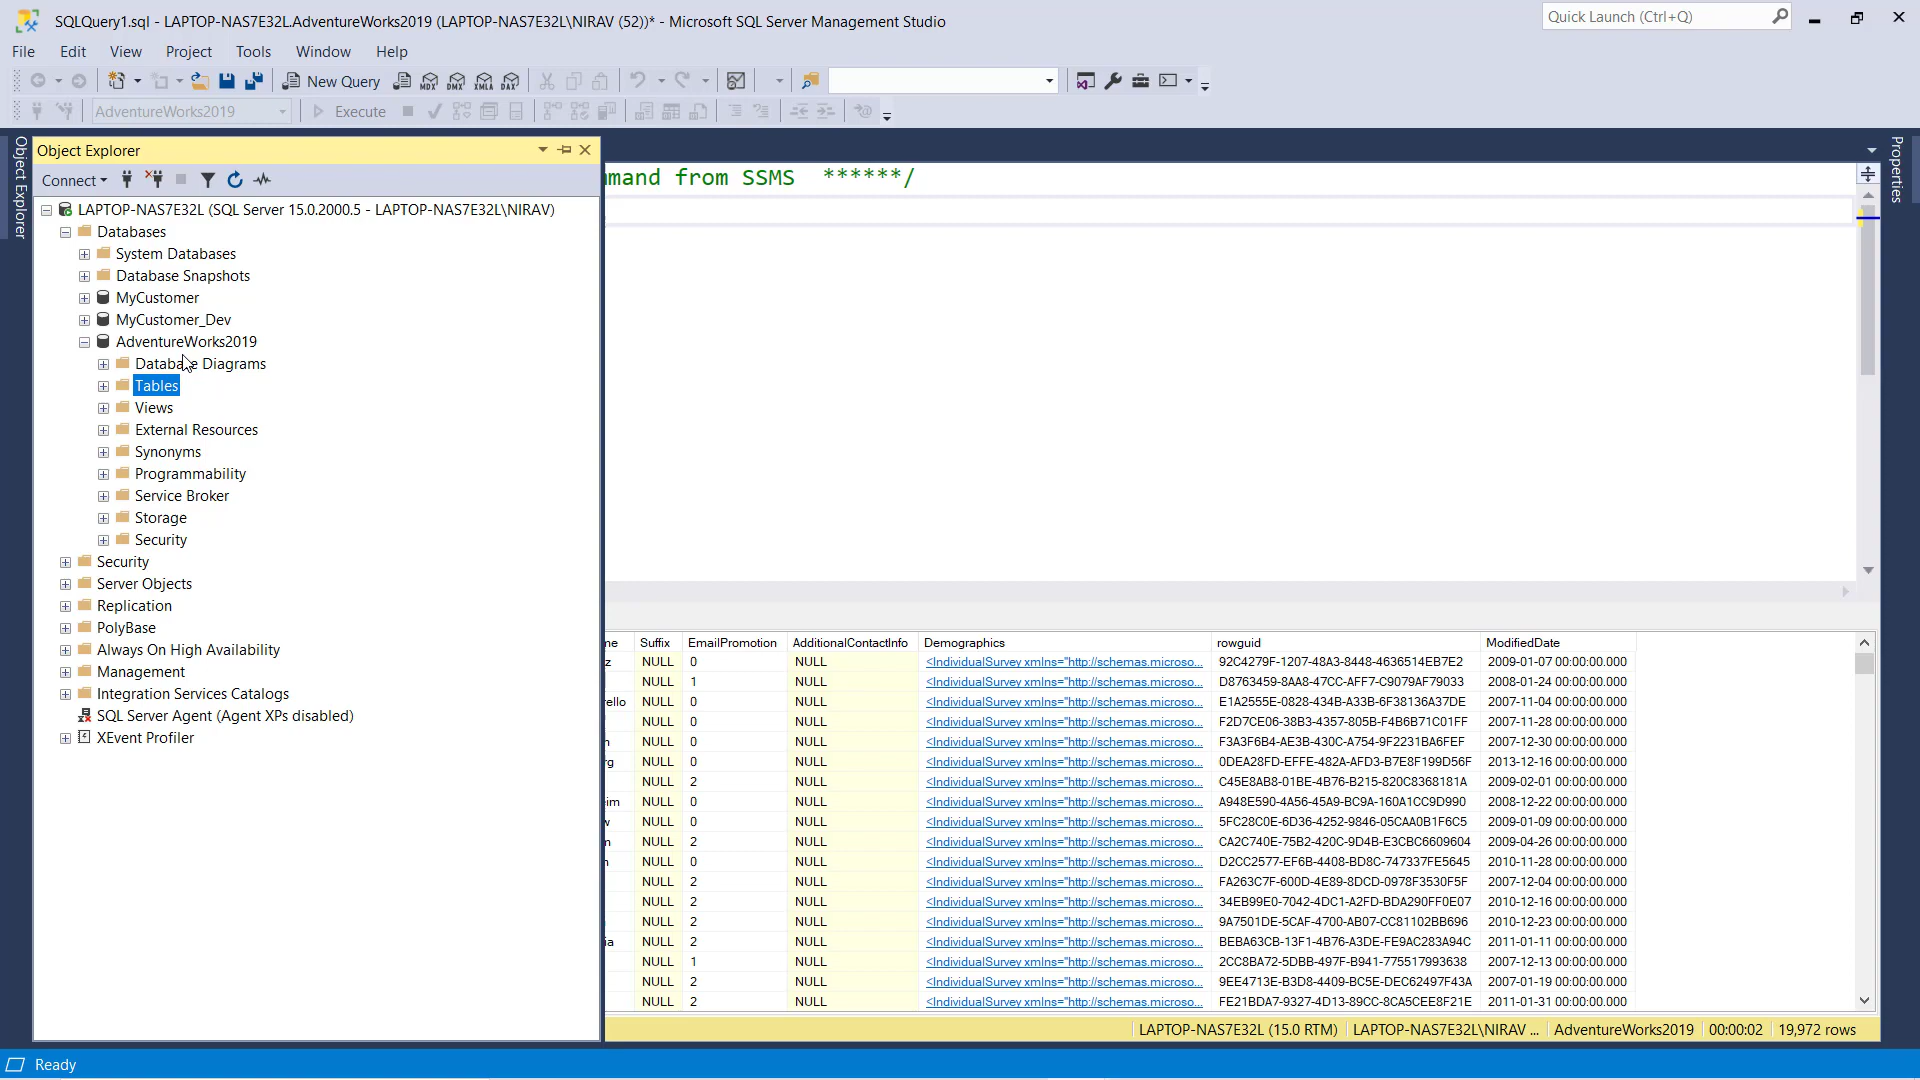 SQLQuery1.sql - LAPTOP-NAS7E32L.AdventureWorks2019 (LAPTOP-NAS7E32L\NIRAV (52))* - Microsoft SQL Server Management Studio
Quick Launch (Ctrl+Q)
File Edit View Project Tools Window Help
New Query MDX DMX XMLA DAX
AdventureWorks2019 Execute
Object Explorer
Object Explorer
Properties
Connect
mmand from SSMS ******/
LAPTOP-NAS7E32L (SQL Server 15.0.2000.5 - LAPTOP-NAS7E32L\NIRAV)
Databases
System Databases
Database Snapshots
MyCustomer
MyCustomer_Dev
AdventureWorks2019
Database Diagrams
Tables
Views
External Resources
Synonyms
Programmability
Service Broker
Storage
Security
Security
Server Objects
Replication
PolyBase
Always On High Availability
Management
Integration Services Catalogs
SQL Server Agent (Agent XPs disabled)
XEvent Profiler
me Suffix EmailPromotion AdditionalContactInfo Demographics rowguid ModifiedDate
z NULL 0 NULL <IndividualSurvey xmlns="http://schemas.microso... 92C4279F-1207-48A3-8448-4636514EB7E2 2009-01-07 00:00:00.000
NULL 1 NULL <IndividualSurvey xmlns="http://schemas.microso... D8763459-8AA8-47CC-AFF7-C9079AF79033 2008-01-24 00:00:00.000
rello NULL 0 NULL <IndividualSurvey xmlns="http://schemas.microso... E1A2555E-0828-434B-A33B-6F38136A37DE 2007-11-04 00:00:00.000
NULL 0 NULL <IndividualSurvey xmlns="http://schemas.microso... F2D7CE06-38B3-4357-805B-F4B6B71C01FF 2007-11-28 00:00:00.000
n NULL 0 NULL <IndividualSurvey xmlns="http://schemas.microso... F3A3F6B4-AE3B-430C-A754-9F2231BA6FEF 2007-12-30 00:00:00.000
rg NULL 0 NULL <IndividualSurvey xmlns="http://schemas.microso... 0DEA28FD-EFFE-482A-AFD3-B7E8F199D56F 2013-12-16 00:00:00.000
NULL 2 NULL <IndividualSurvey xmlns="http://schemas.microso... C45E8AB8-01BE-4B76-B215-820C8368181A 2009-02-01 00:00:00.000
eim NULL 0 NULL <IndividualSurvey xmlns="http://schemas.microso... A948E590-4A56-45A9-BC9A-160A1CC9D990 2008-12-22 00:00:00.000
w NULL 0 NULL <IndividualSurvey xmlns="http://schemas.microso... 5FC28C0E-6D36-4252-9846-05CAA0B1F6C5 2009-01-09 00:00:00.000
m NULL 2 NULL <IndividualSurvey xmlns="http://schemas.microso... CA2C740E-75B2-420C-9D4B-E3CBC6609604 2009-04-26 00:00:00.000
n NULL 0 NULL <IndividualSurvey xmlns="http://schemas.microso... D2CC2577-EF6B-4408-BD8C-747337FE5645 2010-11-28 00:00:00.000
NULL 2 NULL <IndividualSurvey xmlns="http://schemas.microso... FA263C7F-600D-4E89-8DCD-0978F3530F5F 2007-12-04 00:00:00.000
NULL 2 NULL <IndividualSurvey xmlns="http://schemas.microso... 34EB99E0-7042-4DC1-A2FD-BDA290FF0E07 2010-12-16 00:00:00.000
NULL 2 NULL <IndividualSurvey xmlns="http://schemas.microso... 9A7501DE-5CAF-4700-AB07-CC81102BB696 2010-12-23 00:00:00.000
ia NULL 2 NULL <IndividualSurvey xmlns="http://schemas.microso... BEBA63CB-13F1-4B76-A3DE-FE9AC283A94C 2011-01-11 00:00:00.000
NULL 1 NULL <IndividualSurvey xmlns="http://schemas.microso... 2CC8BA72-5DBB-497F-B941-775517993638 2007-12-13 00:00:00.000
NULL 2 NULL <IndividualSurvey xmlns="http://schemas.microso... 9EE4713E-B3D8-4409-BC5E-DEC62497F43A 2007-01-19 00:00:00.000
NULL 2 NULL <IndividualSurvey xmlns="http://schemas.microso... FE21BDA7-9327-4D13-89CC-8CA5CEE8F21E 2011-01-31 00:00:00.000
LAPTOP-NAS7E32L (15.0 RTM) LAPTOP-NAS7E32L\NIRAV ... AdventureWorks2019 00:00:02 19,972 rows
Ready